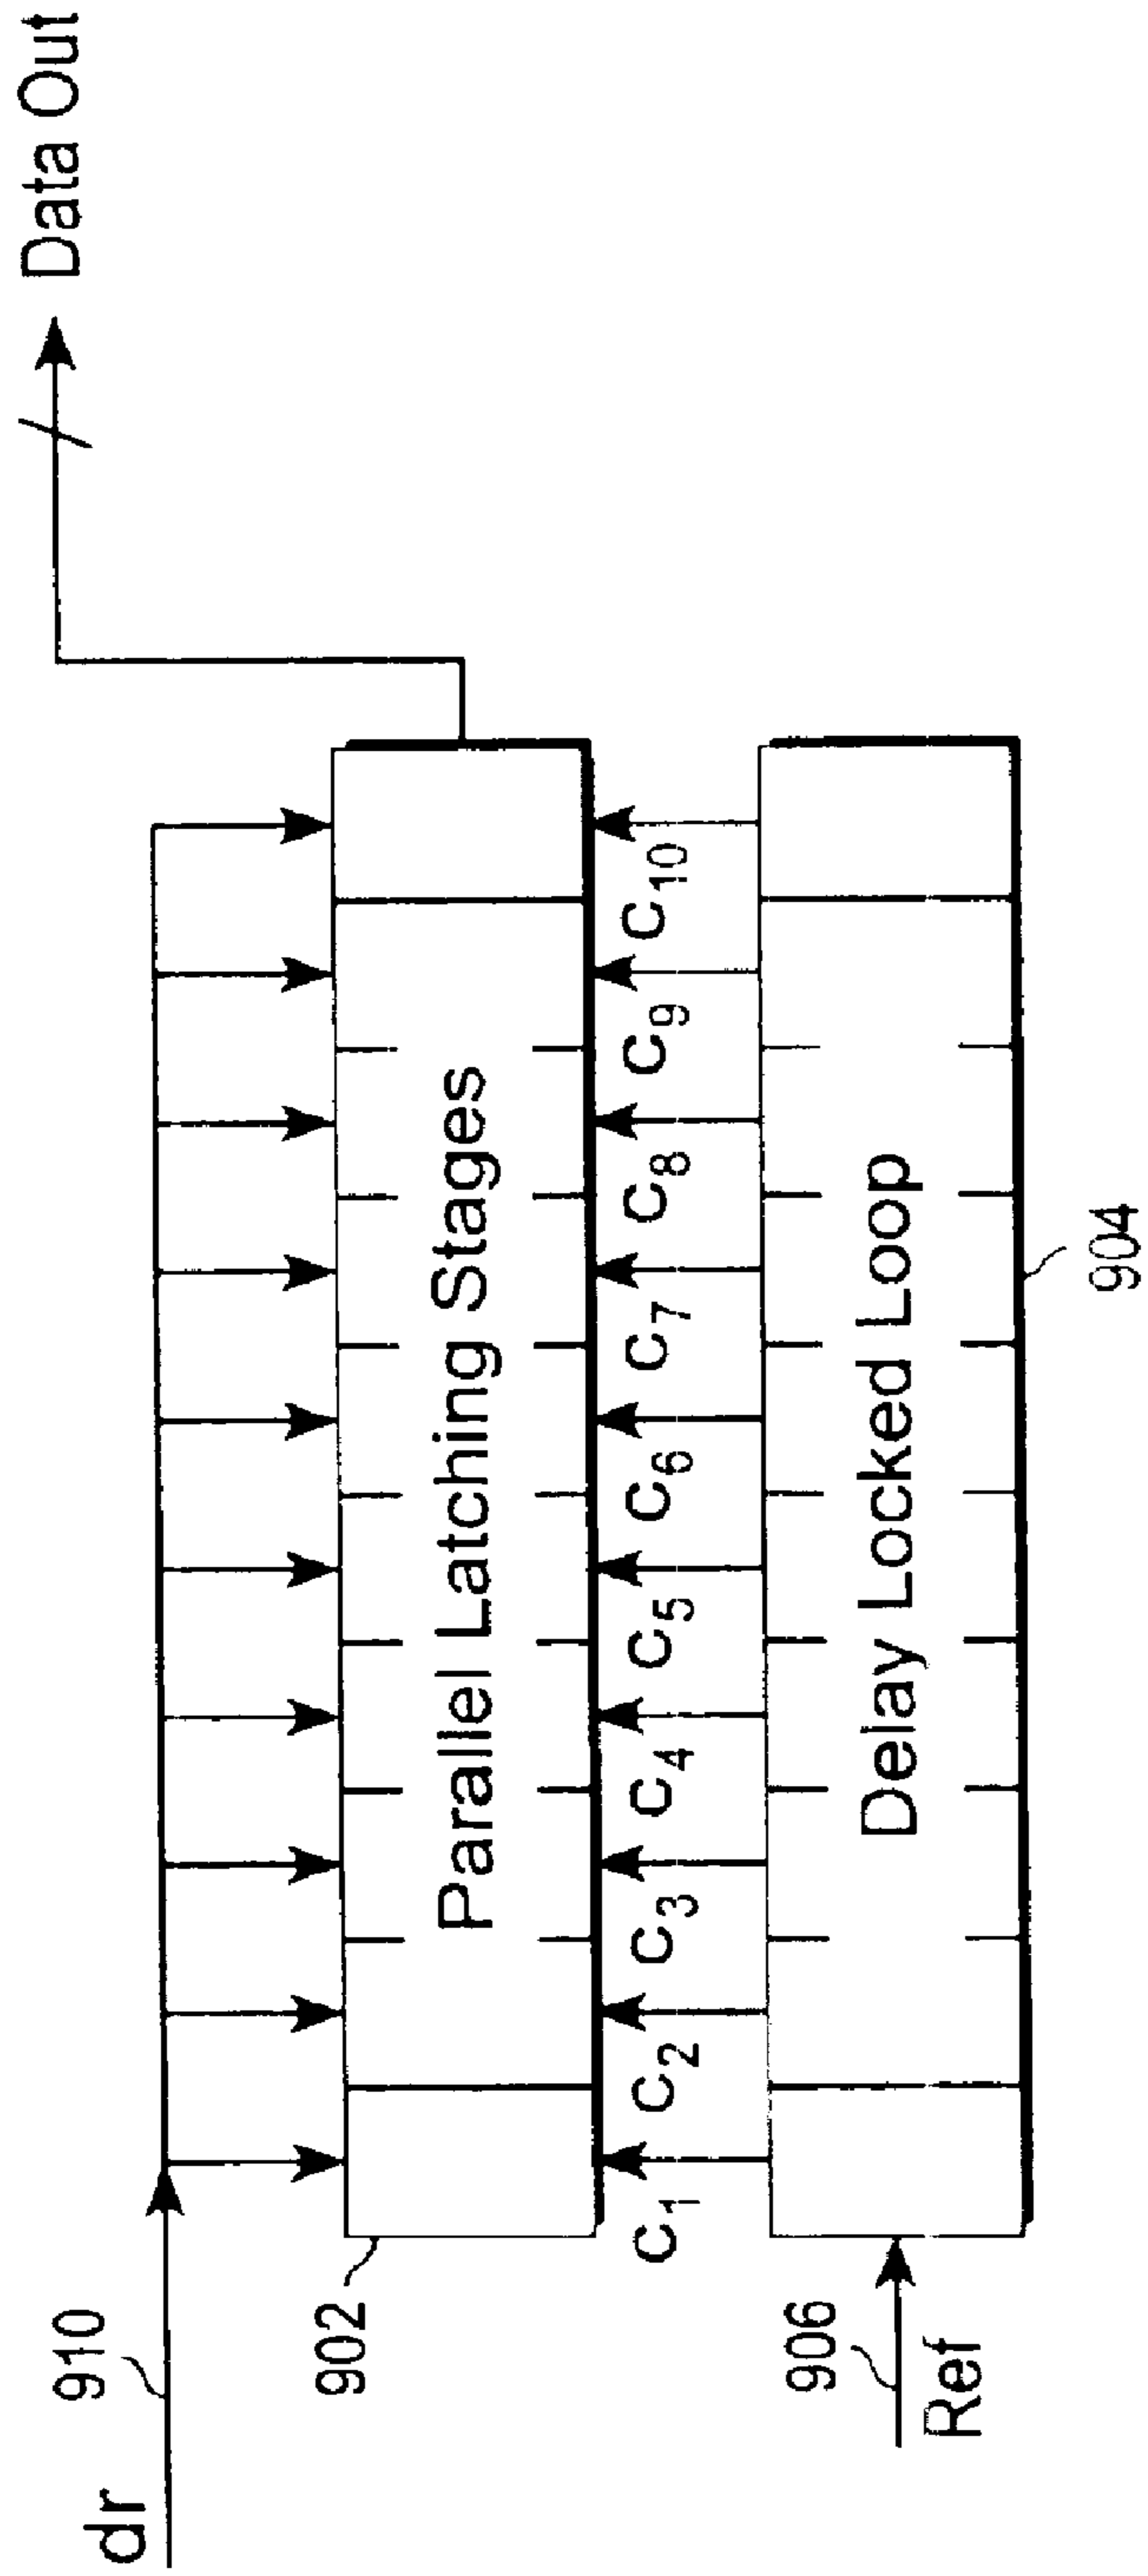 Data Out
910
dr
902
Parallel Latching Stages
C1 C2 C3 C4 C5 C6 C7 C8 C9 C10
906
Ref
Delay Locked Loop
904